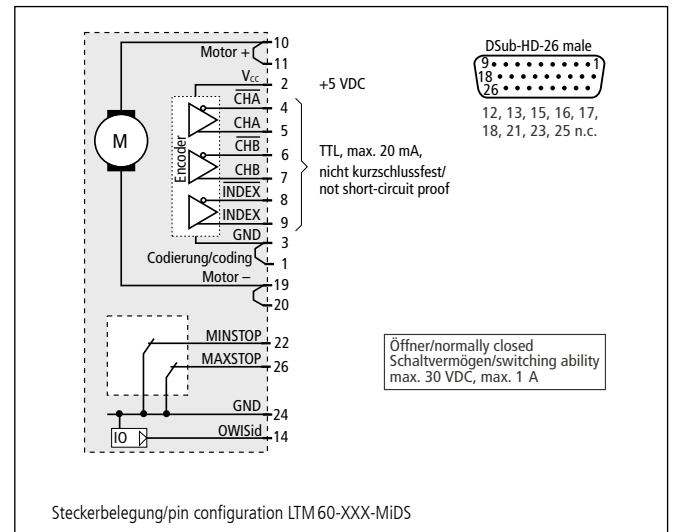 Motor + 10
11
Vcc 2 +5 VDC
C̅H̅A̅ 4
CHA 5
C̅H̅B̅ 6
CHB 7
I̅N̅D̅E̅X̅ 8
INDEX 9
GND 3
Codierung/coding 1
Motor – 19
20
M
Encoder
TTL, max. 20 mA,
nicht kurzschlussfest/
not short-circuit proof
DSub-HD-26 male
9 1
18
26
12, 13, 15, 16, 17,
18, 21, 23, 25 n.c.
MINSTOP 22
MAXSTOP 26
GND 24
IO OWISid 14
Öffner/normally closed
Schaltvermögen/switching ability
max. 30 VDC, max. 1 A
Steckerbelegung/pin configuration LTM 60-XXX-MiDS